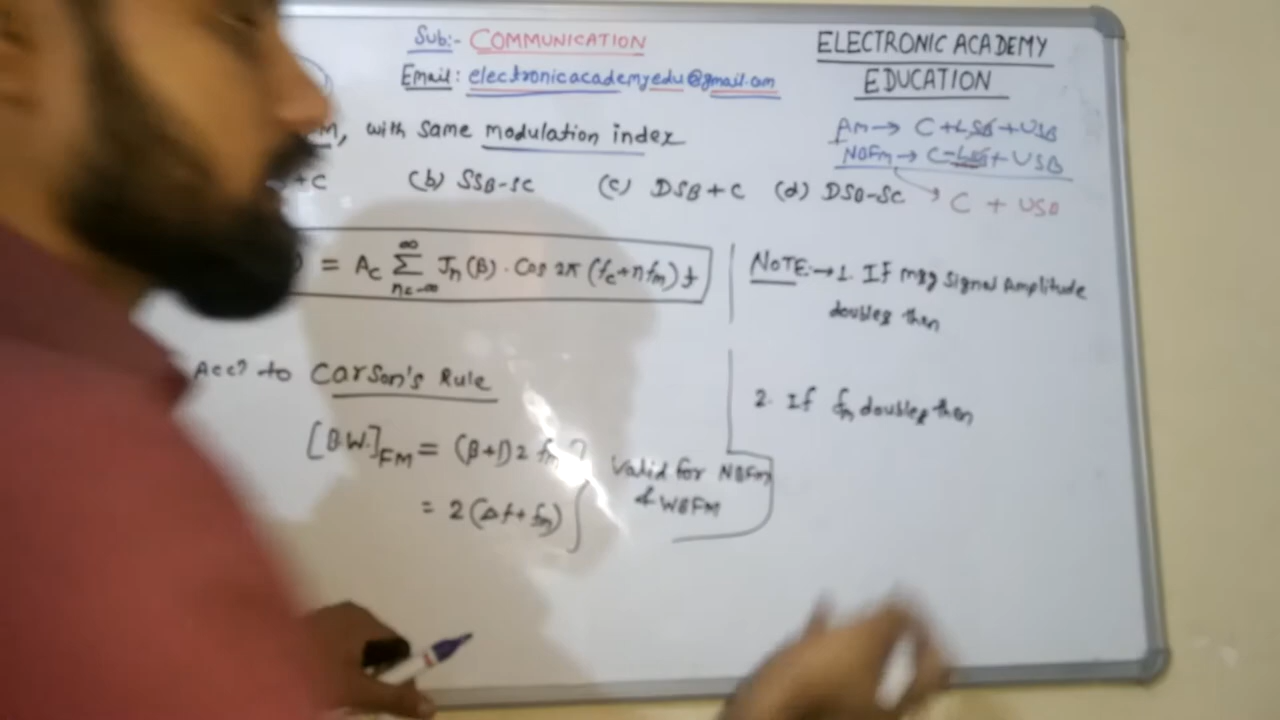 Sub:- COMMUNICATION
Email: electronicacademyedu@gmail.com
ELECTRONIC ACADEMY
EDUCATION
M, with same modulation index
AM→ C+LSB+USB
NBFM→ C-LSB+USB
C + USB
+C (b) SSB-SC (c) DSB+C (d) DSB-SC
= Ac ∑ Jn(β)·Cos 2π(fc+nfm)t
∞
n=-∞
NOTE:→1. If msg signal Amplitude
doubles then
2. If fm doubles then
Acc? to Carson's Rule
[B.W.]FM = (β+1)2 fm
= 2(Δf+fm)
Valid for NBFM
& WBFM